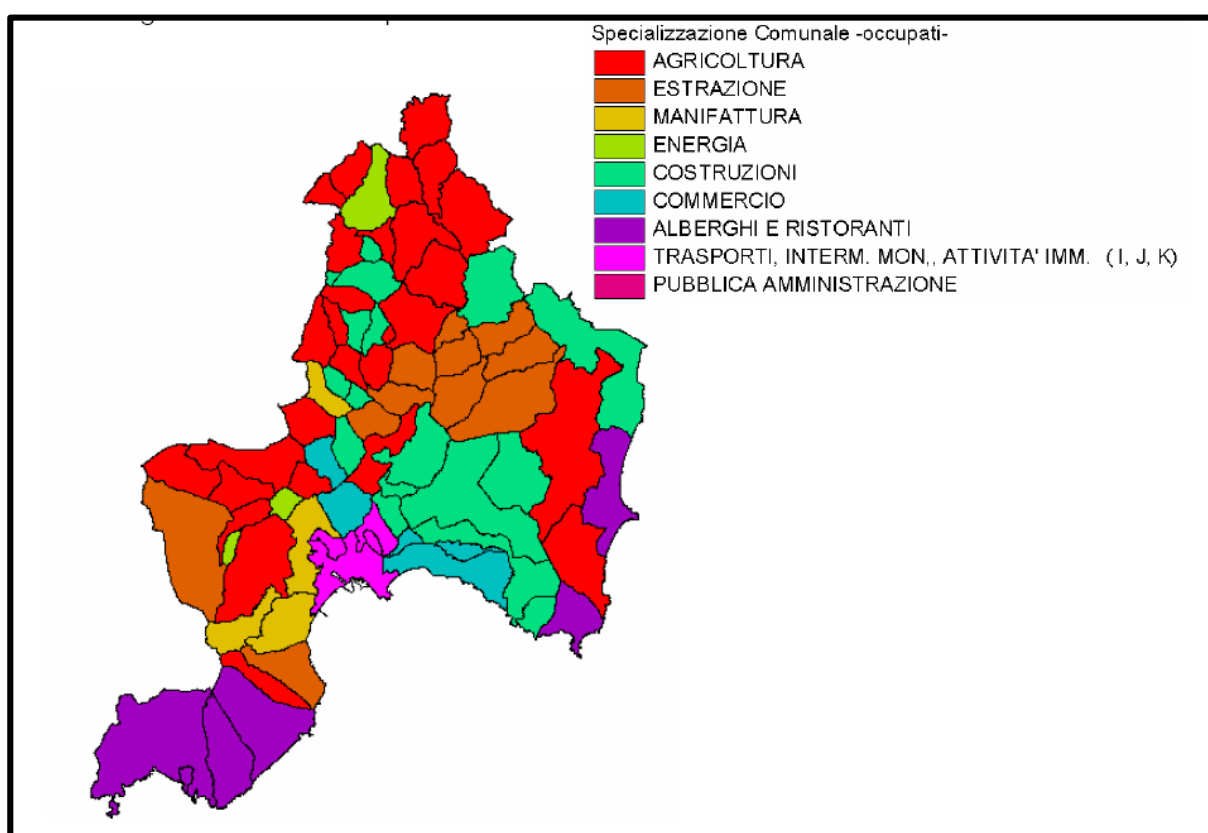 Specializzazione Comunale -occupati-
AGRICOLTURA
ESTRAZIONE
MANIFATTURA
ENERGIA
COSTRUZIONI
COMMERCIO
ALBERGHI E RISTORANTI
TRASPORTI, INTERM. MON,, ATTIVITA' IMM. ( I, J, K)
PUBBLICA AMMINISTRAZIONE